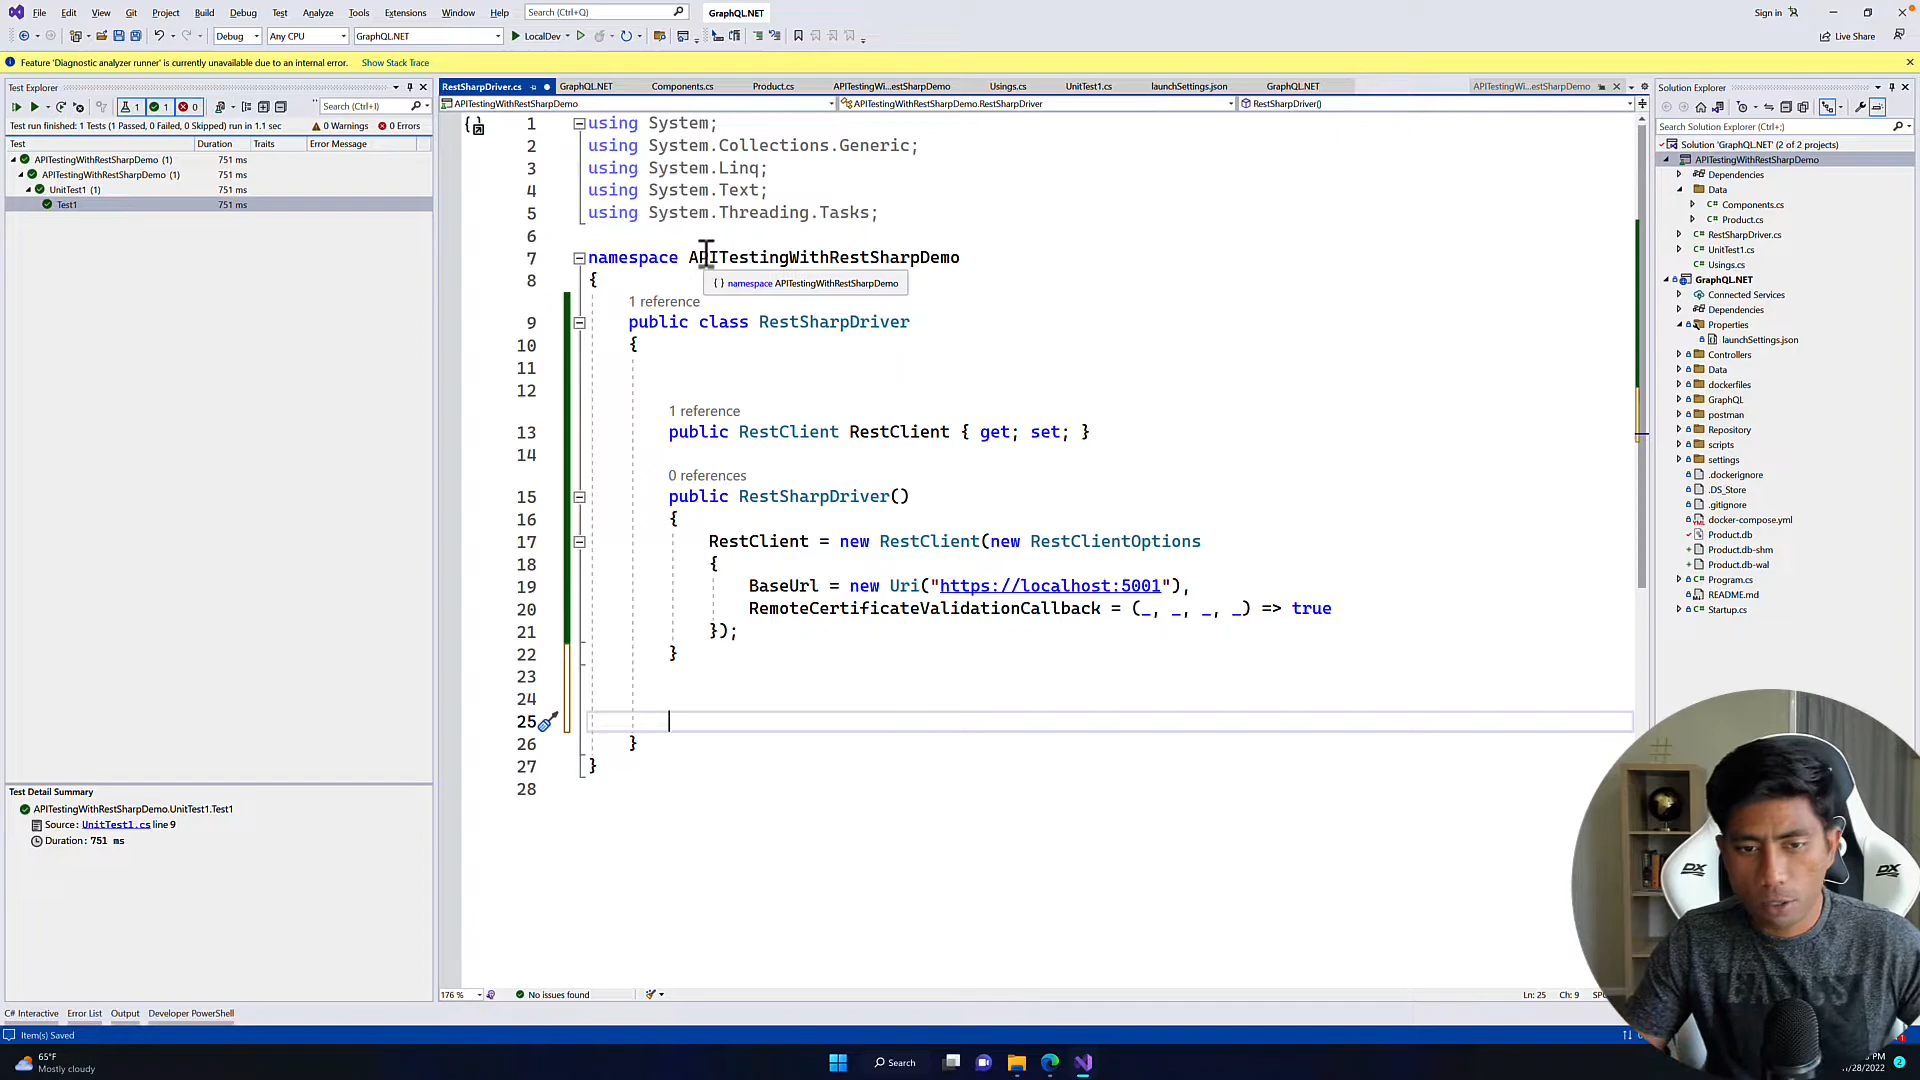 File Edit View Git Project Build Debug Test Analyze Tools Extensions Window Help Search (Ctrl+Q) GraphQL.NET Sign in
Debug Any CPU GraphQL.NET LocalDev Live Share
Feature 'Diagnostic analyzer runner' is currently unavailable due to an internal error. Show Stack Trace
Test Explorer
1 1 0 Search (Ctrl+I)
Test run finished: 1 Tests (1 Passed, 0 Failed, 0 Skipped) run in 1.1 sec 0 Warnings 0 Errors
Test Duration Traits Error Message
APITestingWithRestSharpDemo (1) 751 ms
APITestingWithRestSharpDemo (1) 751 ms
UnitTest1 (1) 751 ms
Test1 751 ms
Test Detail Summary
APITestingWithRestSharpDemo.UnitTest1.Test1
Source: UnitTest1.cs line 9
Duration: 751 ms
RestSharpDriver.cs GraphQL.NET Components.cs Product.cs APITestingWi...estSharpDemo Usings.cs UnitTest1.cs launchSettings.json GraphQL.NET APITestingWi...estSharpDemo
APITestingWithRestSharpDemo APITestingWithRestSharpDemo.RestSharpDriver RestSharpDriver()
1 using System;
2 using System.Collections.Generic;
3 using System.Linq;
4 using System.Text;
5 using System.Threading.Tasks;
6
7 namespace APITestingWithRestSharpDemo
8 {
{ } namespace APITestingWithRestSharpDemo
1 reference
9 public class RestSharpDriver
10 {
11
12
1 reference
13 public RestClient RestClient { get; set; }
14
0 references
15 public RestSharpDriver()
16 {
17 RestClient = new RestClient(new RestClientOptions
18 {
19 BaseUrl = new Uri("https://localhost:5001"),
20 RemoteCertificateValidationCallback = (_, _, _, _) => true
21 });
22 }
23
24
25
26 }
27 }
28
176 % No issues found Ln: 25 Ch: 9
Solution Explorer
Search Solution Explorer (Ctrl+;)
Solution 'GraphQL.NET' (2 of 2 projects)
APITestingWithRestSharpDemo
Dependencies
Data
Components.cs
Product.cs
RestSharpDriver.cs
UnitTest1.cs
Usings.cs
GraphQL.NET
Connected Services
Dependencies
Properties
launchSettings.json
Controllers
Data
dockerfiles
GraphQL
postman
Repository
scripts
settings
.dockerignore
.DS_Store
.gitignore
docker-compose.yml
Product.db
Product.db-shm
Product.db-wal
Program.cs
README.md
Startup.cs
C# Interactive Error List Output Developer PowerShell
Item(s) Saved
65°F
Mostly cloudy
Search
/28/2022 2
DX DX